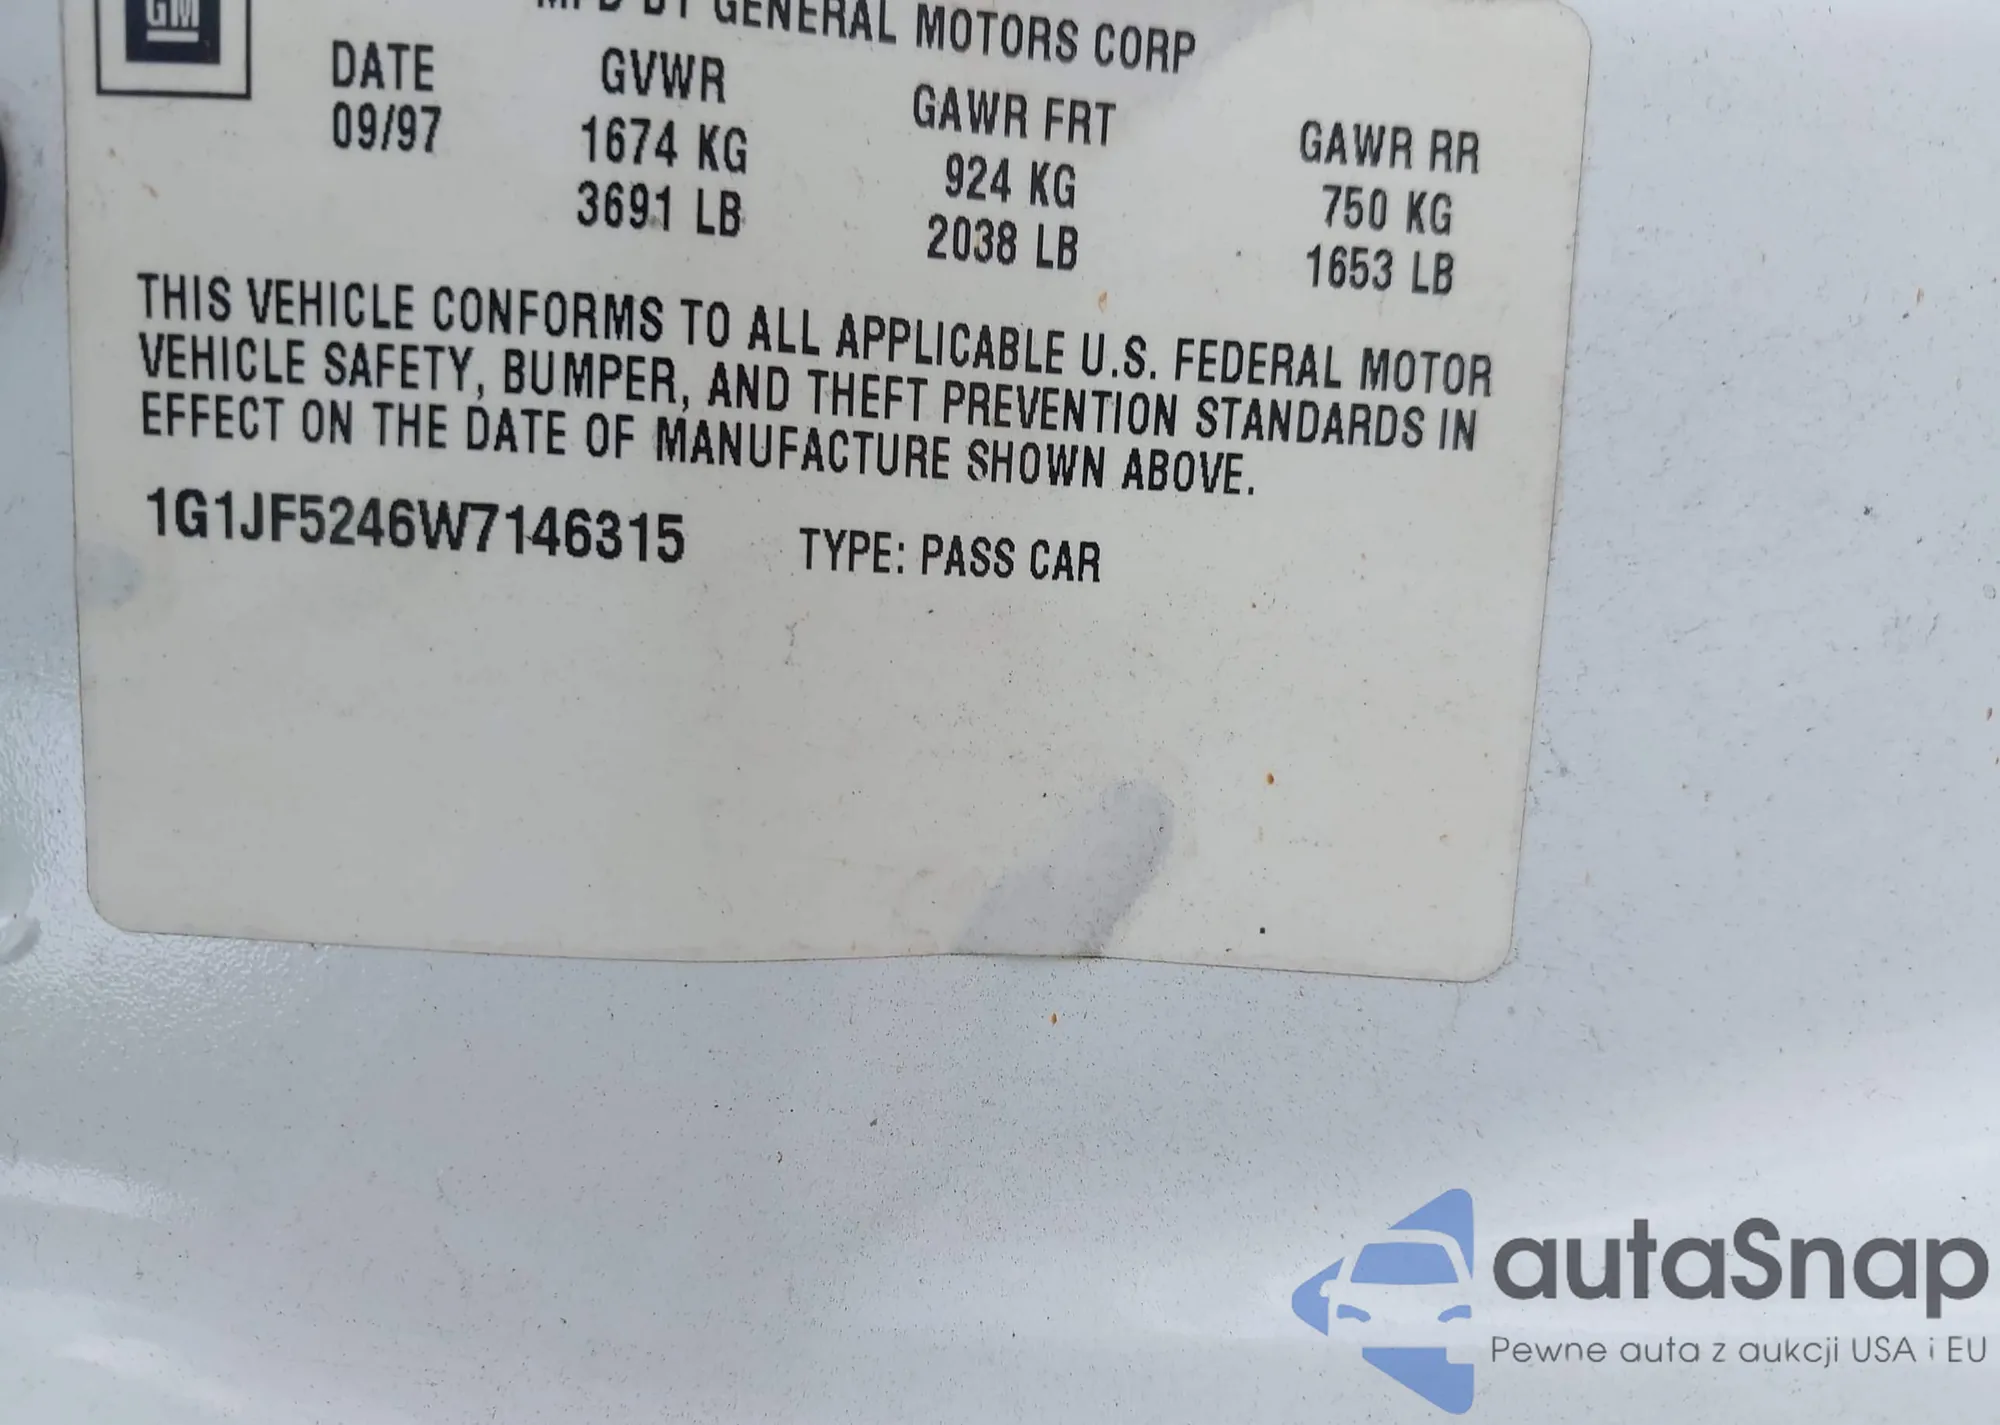 GM
MFD BY GENERAL MOTORS CORP
DATE GVWR GAWR FRT GAWR RR
09/97 1674 KG 924 KG 750 KG
3691 LB 2038 LB 1653 LB
THIS VEHICLE CONFORMS TO ALL APPLICABLE U.S. FEDERAL MOTOR
VEHICLE SAFETY, BUMPER, AND THEFT PREVENTION STANDARDS IN
EFFECT ON THE DATE OF MANUFACTURE SHOWN ABOVE.
1G1JF5246W7146315 TYPE: PASS CAR
autaSnap
Pewne auta z aukcji USA i EU